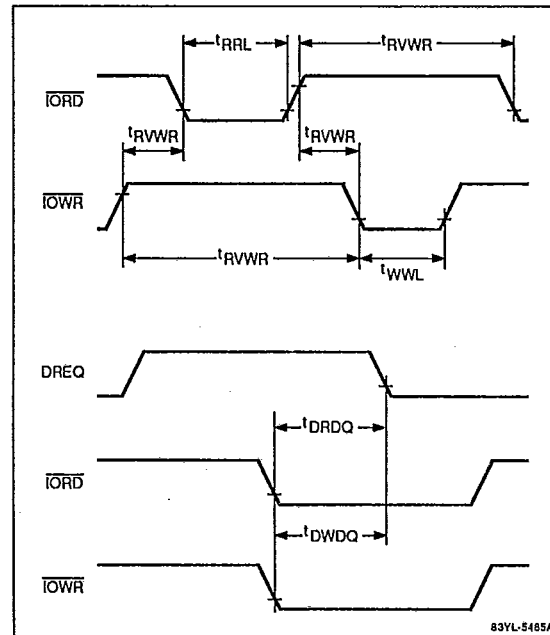 tRRL tRVWR
IORD
tRVWR tRVWR
IOWR
tRVWR tWWL
DREQ
tDRDQ
IORD
tDWDQ
IOWR
83YL-5485A